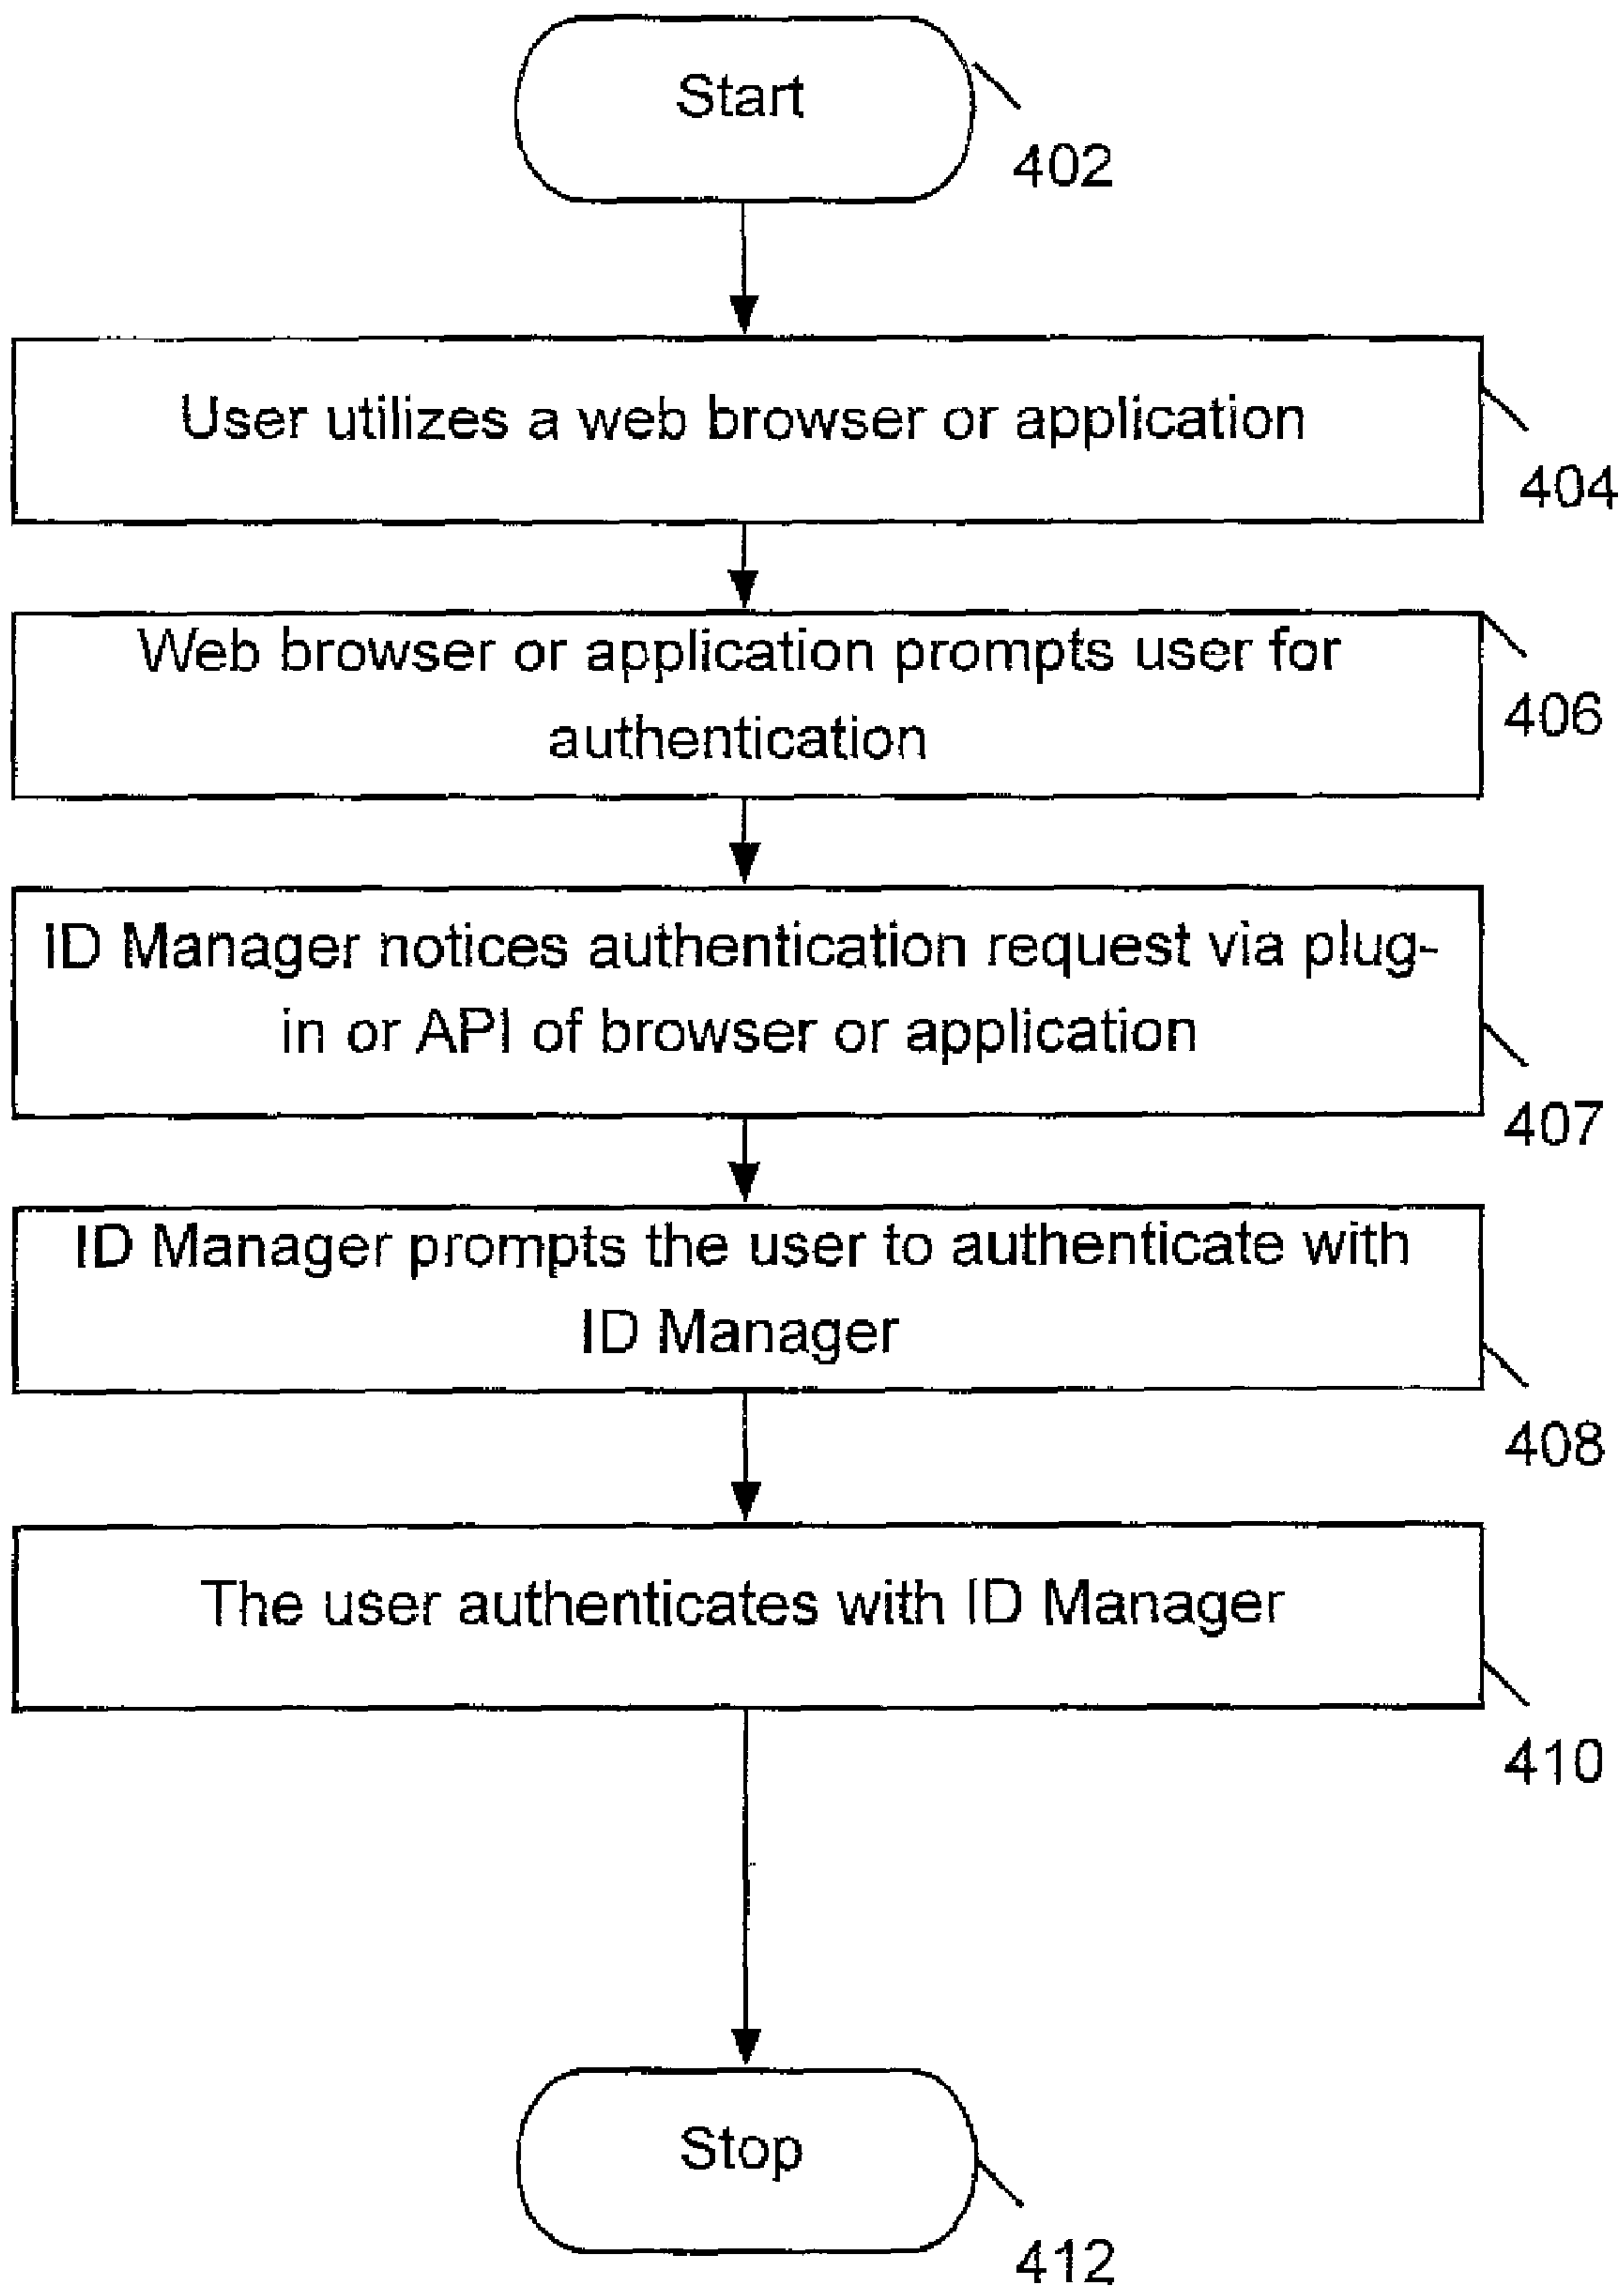 Start
402
User utilizes a web browser or application
404
Web browser or application prompts user for
authentication
406
ID Manager notices authentication request via plug-
in or API of browser or application
407
ID Manager prompts the user to authenticate with
ID Manager
408
The user authenticates with ID Manager
410
Stop
412